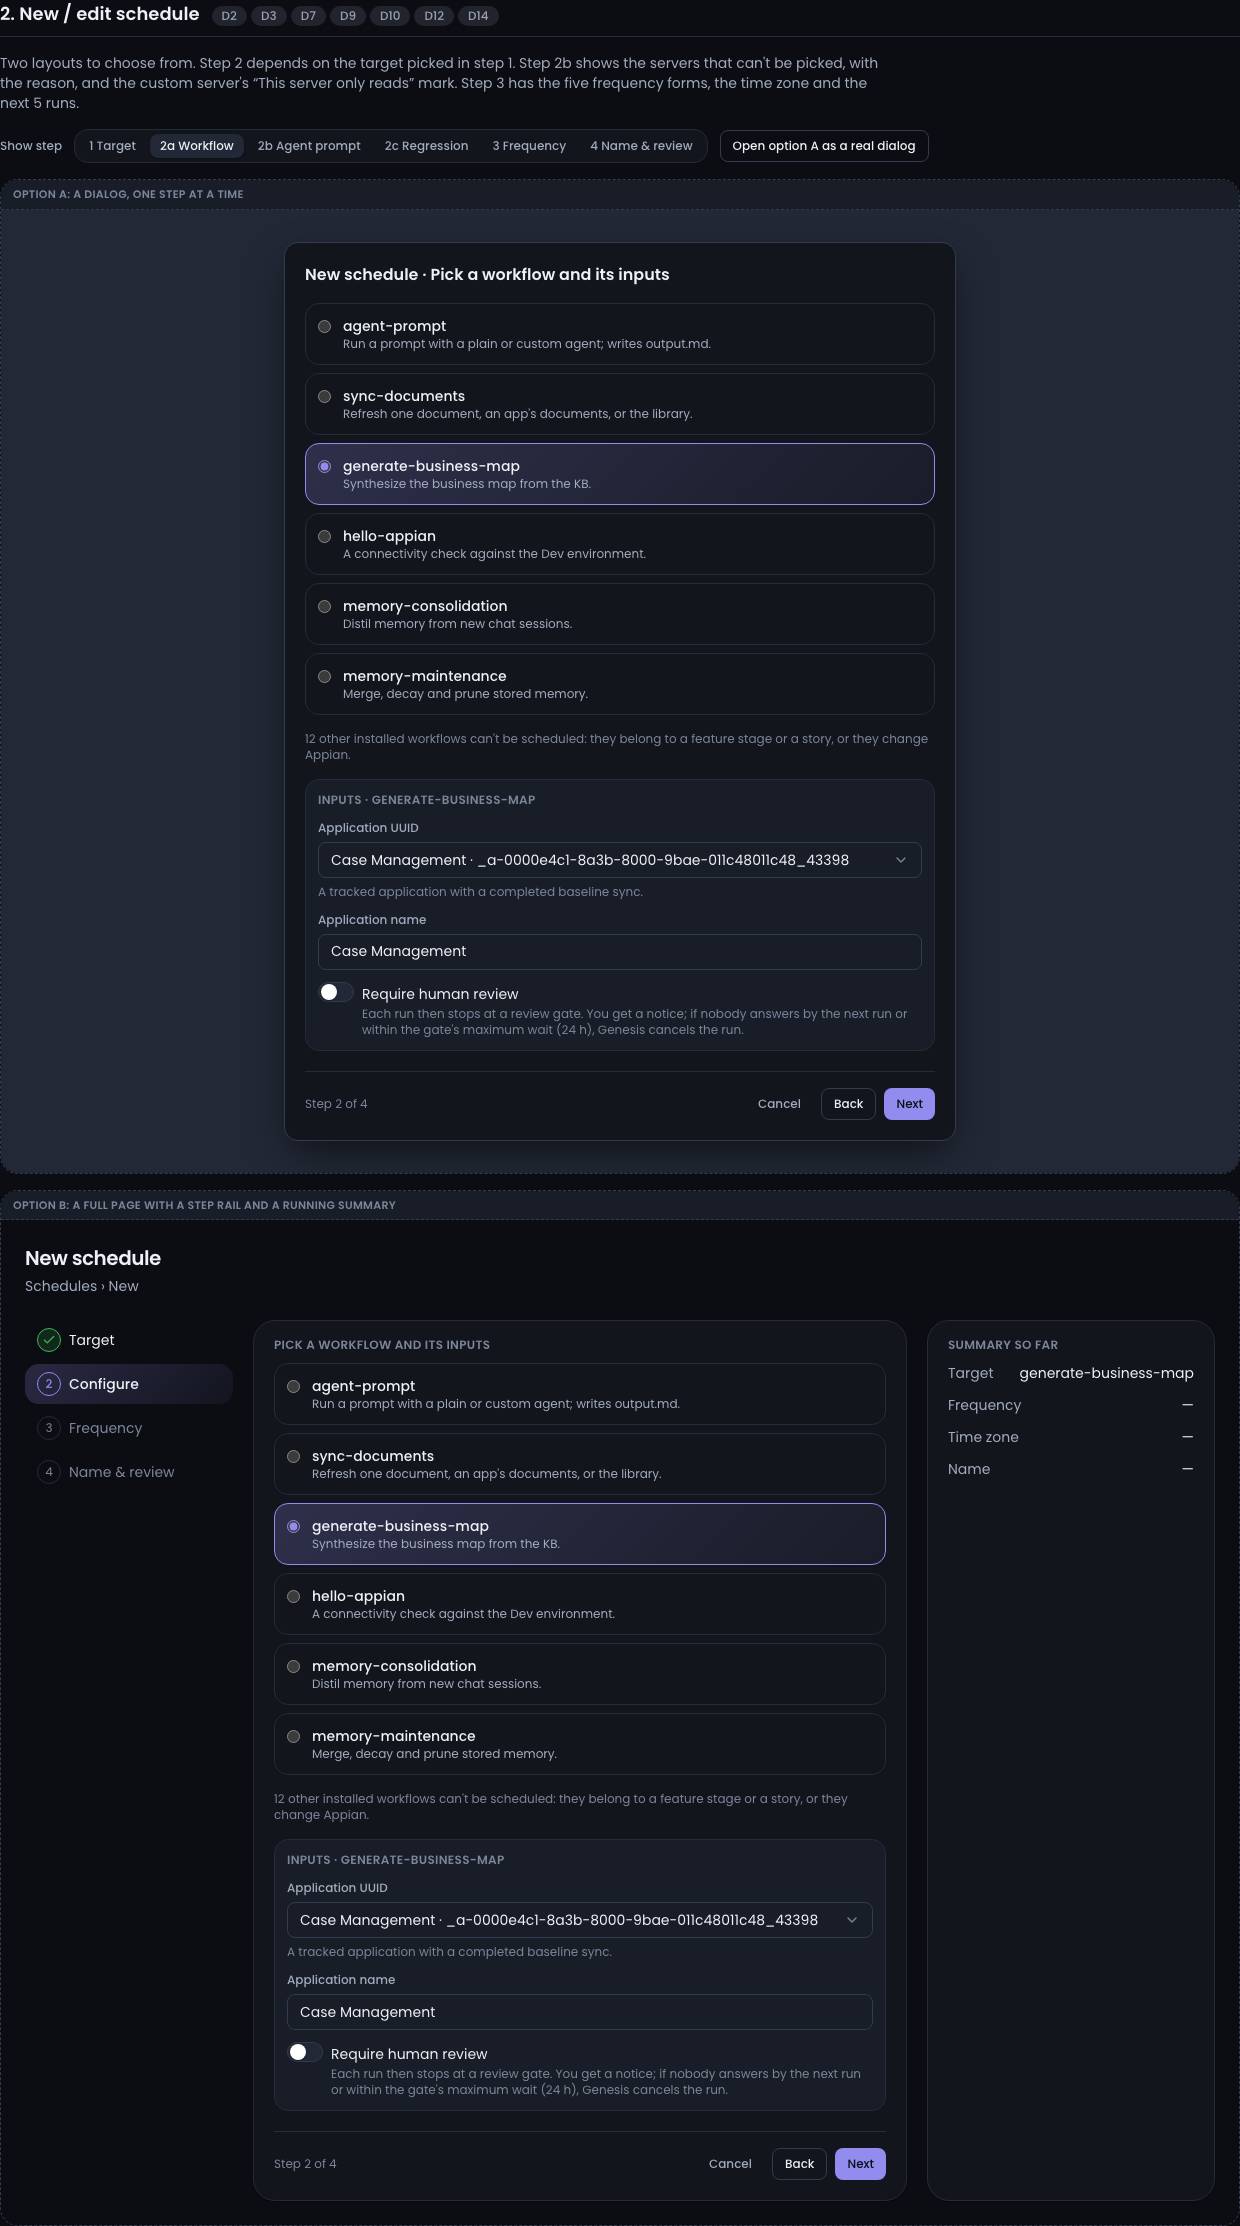 2. New / edit schedule D2 D3 D7 D9 D10 D12 D14
Two layouts to choose from. Step 2 depends on the target picked in step 1. Step 2b shows the servers that can't be picked, with
the reason, and the custom server's “This server only reads” mark. Step 3 has the five frequency forms, the time zone and the
next 5 runs.
Show step 1 Target 2a Workflow 2b Agent prompt 2c Regression 3 Frequency 4 Name & review Open option A as a real dialog
OPTION A: A DIALOG, ONE STEP AT A TIME
New schedule · Pick a workflow and its inputs
agent-prompt
Run a prompt with a plain or custom agent; writes output.md.
sync-documents
Refresh one document, an app's documents, or the library.
generate-business-map
Synthesize the business map from the KB.
hello-appian
A connectivity check against the Dev environment.
memory-consolidation
Distil memory from new chat sessions.
memory-maintenance
Merge, decay and prune stored memory.
12 other installed workflows can't be scheduled: they belong to a feature stage or a story, or they change
Appian.
INPUTS · GENERATE-BUSINESS-MAP
Application UUID
Case Management · _a-0000e4c1-8a3b-8000-9bae-011c48011c48_43398
A tracked application with a completed baseline sync.
Application name
Case Management
Require human review
Each run then stops at a review gate. You get a notice; if nobody answers by the next run or
within the gate's maximum wait (24 h), Genesis cancels the run.
Step 2 of 4 Cancel Back Next
OPTION B: A FULL PAGE WITH A STEP RAIL AND A RUNNING SUMMARY
New schedule
Schedules › New
Target
2 Configure
3 Frequency
4 Name & review
PICK A WORKFLOW AND ITS INPUTS
agent-prompt
Run a prompt with a plain or custom agent; writes output.md.
sync-documents
Refresh one document, an app's documents, or the library.
generate-business-map
Synthesize the business map from the KB.
hello-appian
A connectivity check against the Dev environment.
memory-consolidation
Distil memory from new chat sessions.
memory-maintenance
Merge, decay and prune stored memory.
12 other installed workflows can't be scheduled: they belong to a feature stage or a story, or they
change Appian.
INPUTS · GENERATE-BUSINESS-MAP
Application UUID
Case Management · _a-0000e4c1-8a3b-8000-9bae-011c48011c48_43398
A tracked application with a completed baseline sync.
Application name
Case Management
Require human review
Each run then stops at a review gate. You get a notice; if nobody answers by the next run
or within the gate's maximum wait (24 h), Genesis cancels the run.
Step 2 of 4 Cancel Back Next
SUMMARY SO FAR
Target generate-business-map
Frequency —
Time zone —
Name —